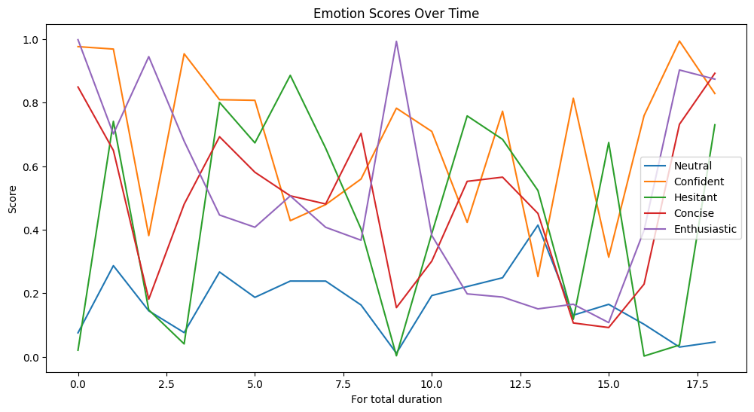 Emotion Scores Over Time
1.0
0.8
0.6
0.4
0.2
0.0
Score
Neutral
Confident
Hesitant
Concise
Enthusiastic
0.0 2.5 5.0 7.5 10.0 12.5 15.0 17.5
For total duration